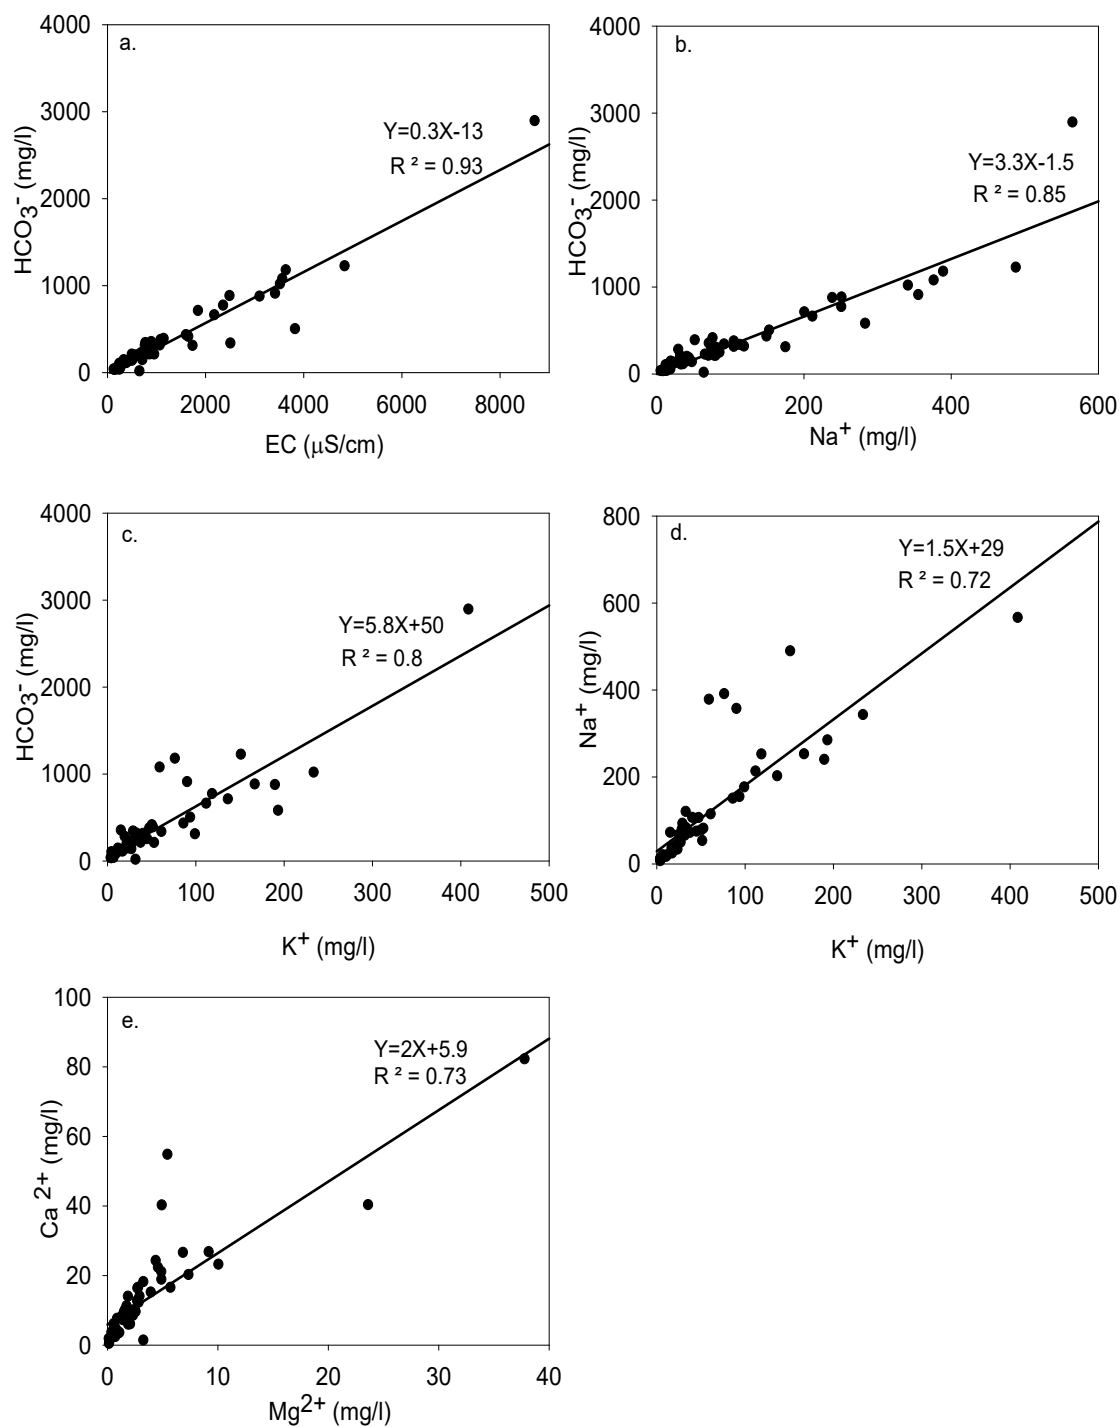 a.
4000
3000
2000
1000
0
HCO3- (mg/l)
Y=0.3X-13
R ² = 0.93
0 2000 4000 6000 8000
EC (μS/cm)
b.
4000
3000
2000
1000
0
HCO3- (mg/l)
Y=3.3X-1.5
R ² = 0.85
0 200 400 600
Na+ (mg/l)
c.
4000
3000
2000
1000
0
HCO3- (mg/l)
Y=5.8X+50
R ² = 0.8
0 100 200 300 400 500
K+ (mg/l)
d.
800
600
400
200
0
Na+ (mg/l)
Y=1.5X+29
R ² = 0.72
0 100 200 300 400 500
K+ (mg/l)
e.
100
80
60
40
20
0
Ca 2+ (mg/l)
Y=2X+5.9
R ² = 0.73
0 10 20 30 40
Mg2+ (mg/l)